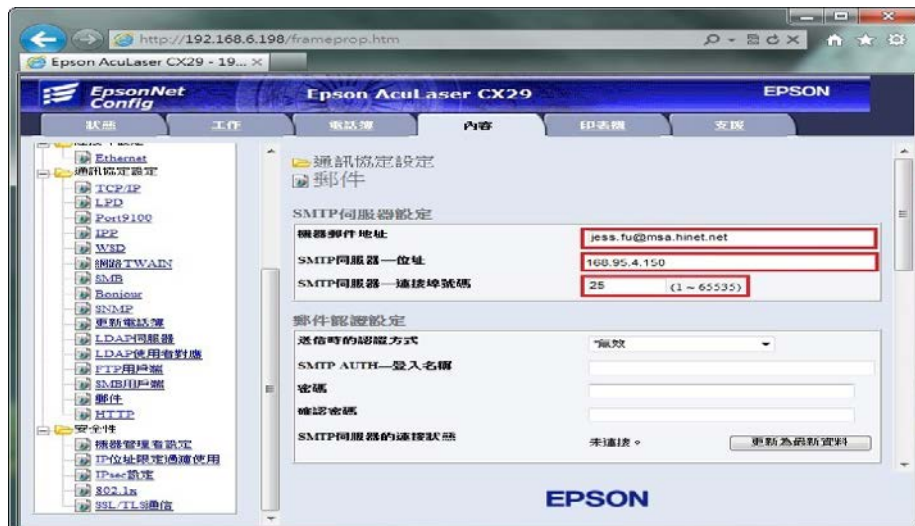 http://192.168.6.198/frameprop.htm
Epson AcuLaser CX29 - 19...
EpsonNet
Config
Epson AcuLaser CX29
EPSON
狀態
工作
電話簿
內容
印表機
支援
Ethernet
通訊協定設定
TCP/IP
LPD
Port9100
IPP
WSD
網路TWAIN
SMB
Bonjour
SNMP
更新電話簿
LDAP伺服器
LDAP使用者對應
FTP用戶端
SMB用戶端
郵件
HTTP
安全性
機器管理者設定
IP位址限定過濾使用
IPsec設定
802.1x
SSL/TLS通信
通訊協定設定
郵件
SMTP伺服器設定
機器郵件地址
jess.fu@msa.hinet.net
SMTP伺服器—位址
168.95.4.150
SMTP伺服器—連接埠號碼
25
(1 ~ 65535)
郵件認證設定
送信時的認證方式
*無效
SMTP AUTH—登入名稱
密碼
確認密碼
SMTP伺服器的連接狀態
未連接。
更新為最新資料
EPSON